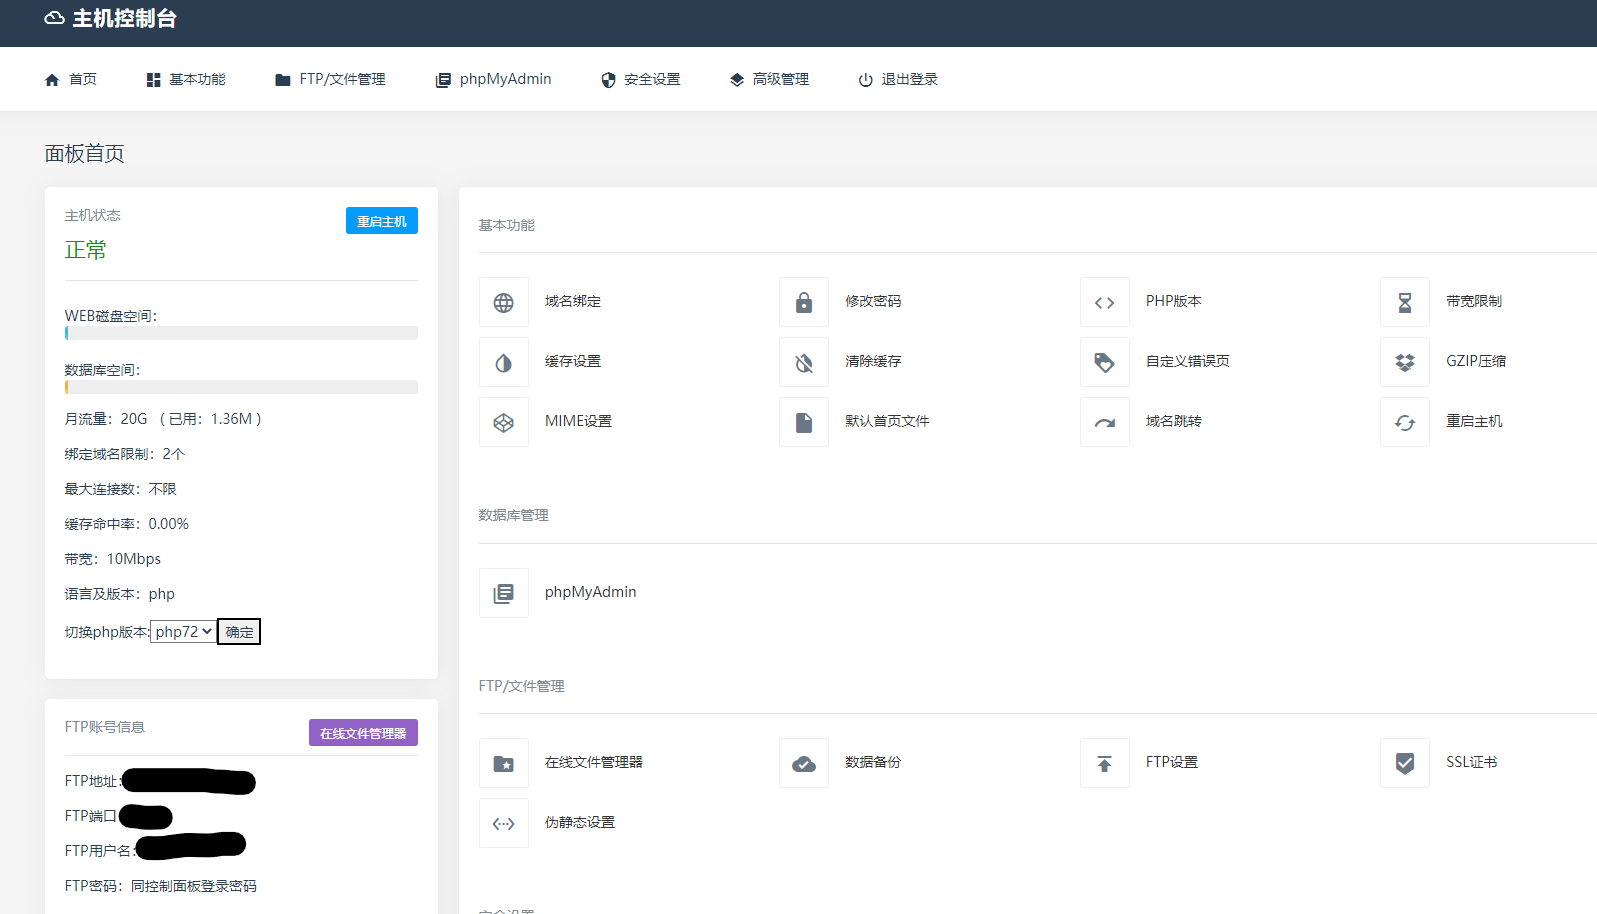 主机控制台
首页 基本功能 FTP/文件管理 phpMyAdmin 安全设置 高级管理 退出登录
面板首页
主机状态 重启主机
正常
WEB磁盘空间：
数据库空间：
月流量：20G （ 已用：1.36M ）
绑定域名限制：2个
最大连接数：不限
缓存命中率：0.00%
带宽：10Mbps
语言及版本：php
切换php版本: php72 确定
FTP账号信息 在线文件管理器
FTP地址:
FTP端口
FTP用户名:
FTP密码：同控制面板登录密码
基本功能
域名绑定 修改密码 PHP版本 带宽限制
缓存设置 清除缓存 自定义错误页 GZIP压缩
MIME设置 默认首页文件 域名跳转 重启主机
数据库管理
phpMyAdmin
FTP/文件管理
在线文件管理器 数据备份 FTP设置 SSL证书
伪静态设置